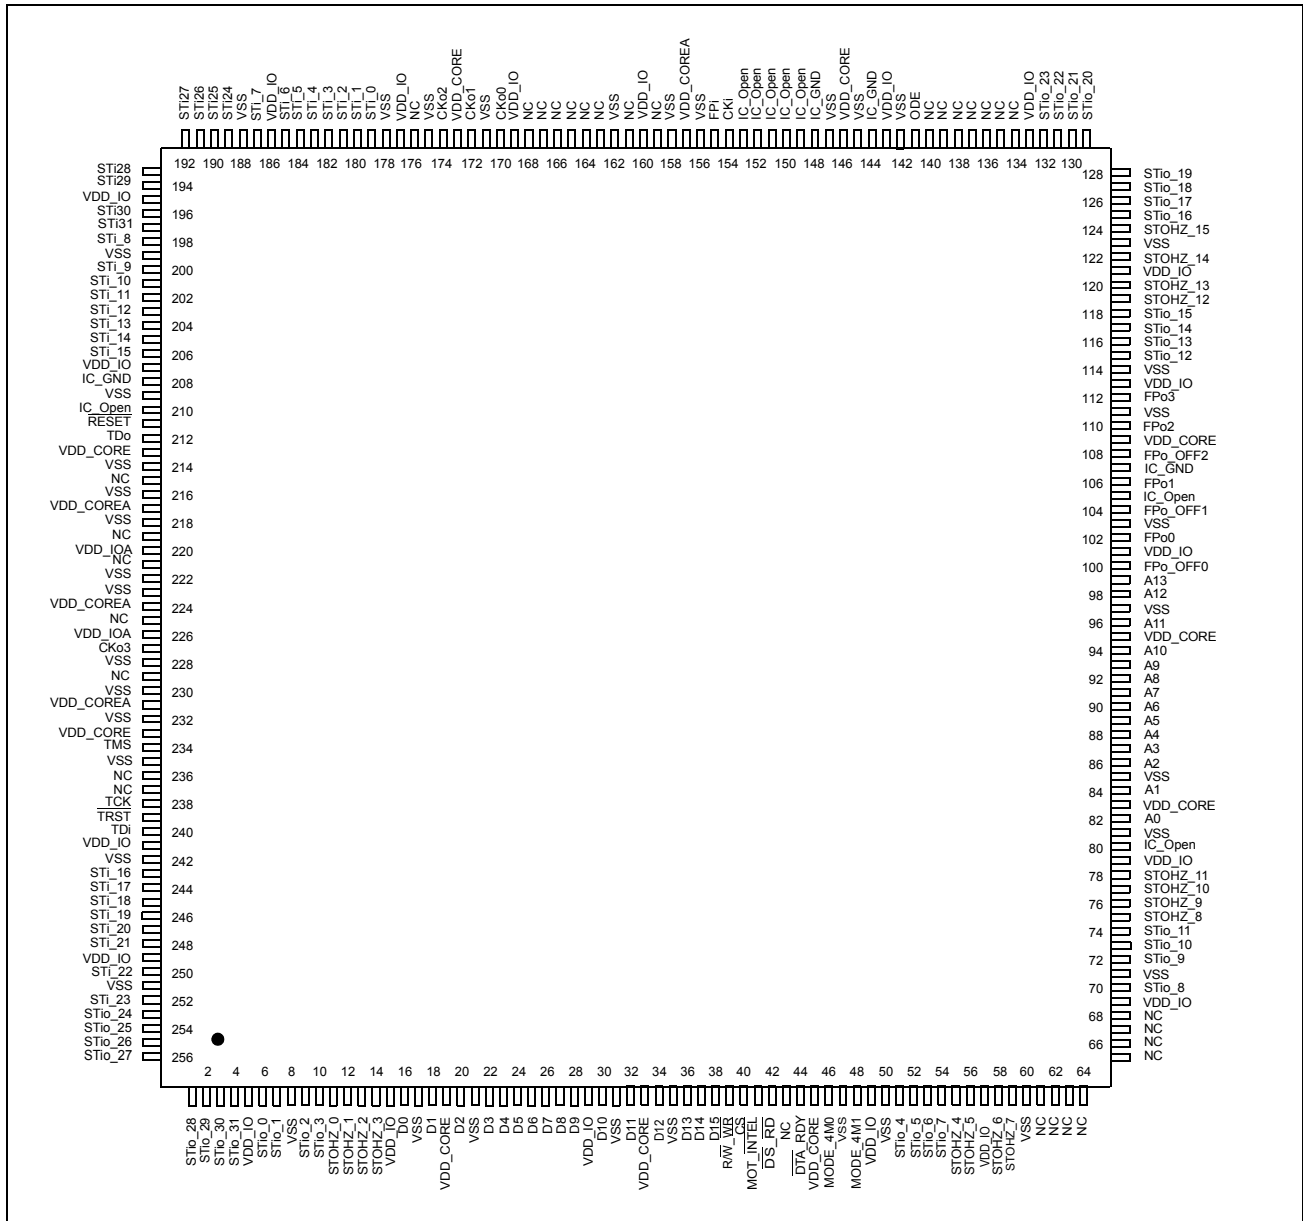 STi27
STi26
STi25
STi24
VSS
STi_7
VDD_IO
STi_6
STi_5
STi_4
STi_3
STi_2
STi_1
STi_0
VSS
VDD_IO
NC
VSS
CKo2
VDD_CORE
CKo1
VSS
CKo0
VDD_IO
NC
NC
NC
NC
NC
NC
VSS
NC
VDD_IO
NC
VSS
VDD_COREA
VSS
FPi
CKi
IC_Open
IC_Open
IC_Open
IC_Open
IC_Open
IC_GND
VSS
VDD_CORE
VSS
IC_GND
VDD_IO
VSS
ODE
NC
NC
NC
NC
NC
NC
NC
VDD_IO
STio_23
STio_22
STio_21
STio_20
192 190 188 186 184 182 180 178 176 174 172 170 168 166 164 162 160 158 156 154 152 150 148 146 144 142 140 138 136 134 132 130
STi28
STi29 194
VDD_IO
STi30 196
STi31
STi_8 198
VSS
STi_9 200
STi_10
STi_11 202
STi_12
STi_13 204
STi_14
STi_15 206
VDD_IO
IC_GND 208
VSS
IC_Open 210
RESET
TDo 212
VDD_CORE
VSS 214
NC
VSS 216
VDD_COREA
VSS 218
NC
VDD_IOA 220
NC
VSS 222
VSS
VDD_COREA 224
NC
VDD_IOA 226
CKo3
VSS 228
NC
VSS 230
VDD_COREA
VSS 232
VDD_CORE
TMS 234
VSS
NC 236
NC
TCK 238
TRST
TDi 240
VDD_IO
VSS 242
STi_16
STi_17 244
STi_18
STi_19 246
STi_20
STi_21 248
VDD_IO
STi_22 250
VSS
STi_23 252
STio_24
STio_25 254
STio_26
STio_27 256
128 STio_19
STio_18
126 STio_17
STio_16
124 STOHZ_15
VSS
122 STOHZ_14
VDD_IO
120 STOHZ_13
STOHZ_12
118 STio_15
STio_14
116 STio_13
STio_12
114 VSS
VDD_IO
112 FPo3
VSS
110 FPo2
VDD_CORE
108 FPo_OFF2
IC_GND
106 FPo1
IC_Open
104 FPo_OFF1
VSS
102 FPo0
VDD_IO
100 FPo_OFF0
A13
98 A12
VSS
96 A11
VDD_CORE
94 A10
A9
92 A8
A7
90 A6
A5
88 A4
A3
86 A2
VSS
84 A1
VDD_CORE
82 A0
VSS
80 IC_Open
VDD_IO
78 STOHZ_11
STOHZ_10
76 STOHZ_9
STOHZ_8
74 STio_11
STio_10
72 STio_9
VSS
70 STio_8
VDD_IO
68 NC
NC
66 NC
NC
2 4 6 8 10 12 14 16 18 20 22 24 26 28 30 32 34 36 38 40 42 44 46 48 50 52 54 56 58 60 62 64
STio_28
STio_29
STio_30
STio_31
VDD_IO
STio_0
STio_1
VSS
STio_2
STio_3
STOHZ_0
STOHZ_1
STOHZ_2
STOHZ_3
VDD_IO
D0
VSS
D1
VDD_CORE
D2
VSS
D3
D4
D5
D6
D7
D8
D9
VDD_IO
D10
VSS
D11
VDD_CORE
D12
VSS
D13
D14
D15
R/W_WR
CS
MOT_INTEL
DS_RD
NC
DTA_RDY
VDD_CORE
MODE_4M0
VSS
MODE_4M1
VDD_IO
VSS
STio_4
STio_5
STio_6
STio_7
STOHZ_4
STOHZ_5
VDD_IO
STOHZ_6
STOHZ_7
VSS
NC
NC
NC
NC